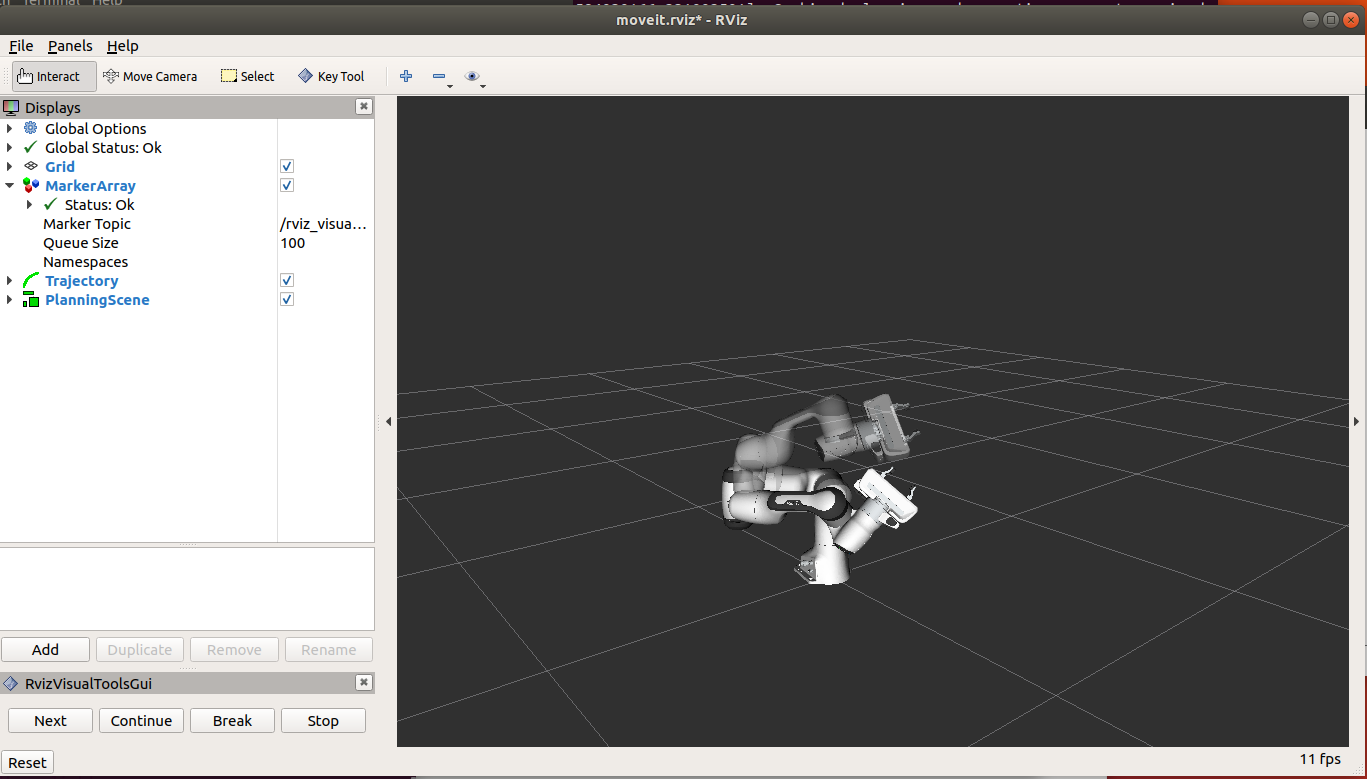 Terminal Help
moveit.rviz* - RViz
File Panels Help
Interact Move Camera Select Key Tool
Displays
Global Options
Global Status: Ok
Grid
MarkerArray
Status: Ok
Marker Topic /rviz_visua...
Queue Size 100
Namespaces
Trajectory
PlanningScene
Add Duplicate Remove Rename
RvizVisualToolsGui
Next Continue Break Stop
Reset
11 fps